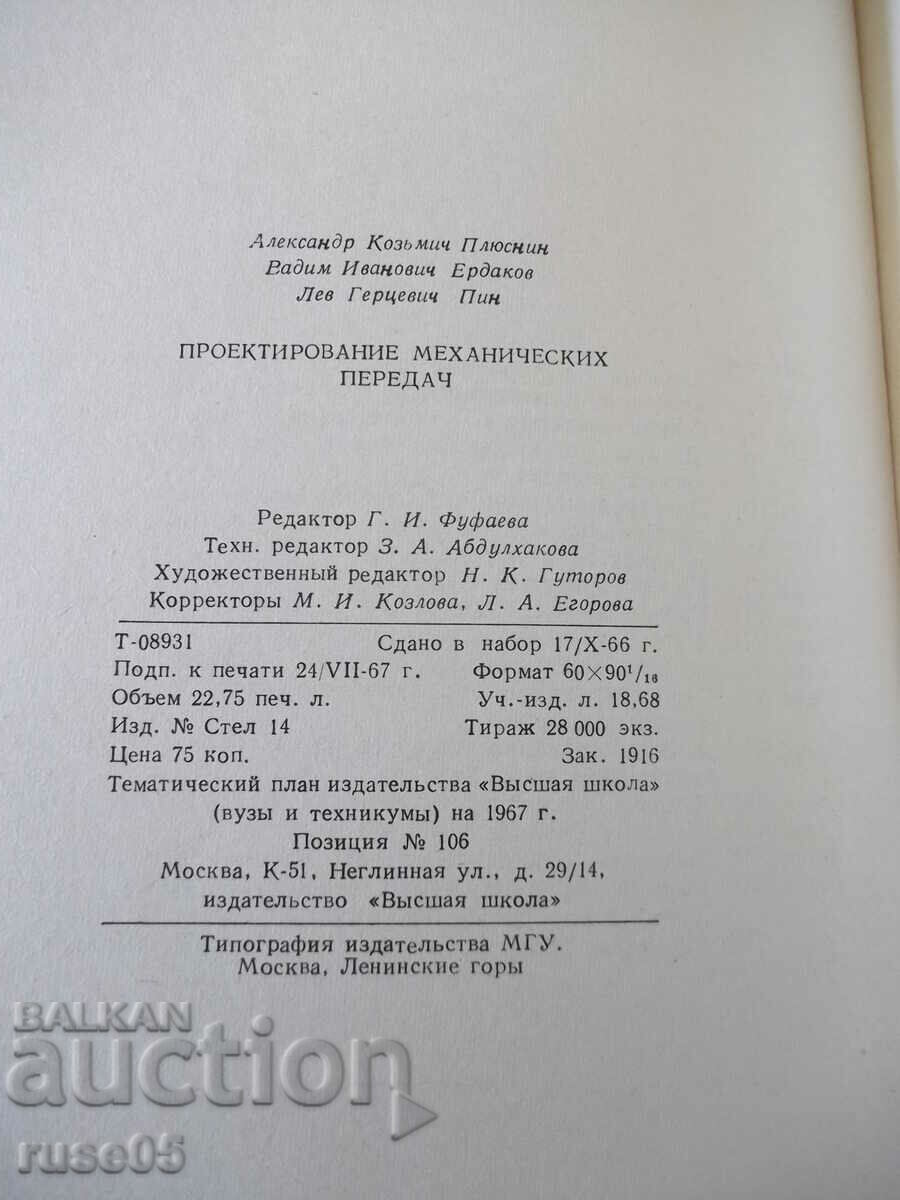 Александр Козьмич Плюснин
Вадим Иванович Ердаков
Лев Герцевич Пин
ПРОЕКТИРОВАНИЕ МЕХАНИЧЕСКИХ
ПЕРЕДАЧ
Редактор Г. И. Фуфаева
Техн. редактор З. А. Абдулхакова
Художественный редактор Н. К. Гуторов
Корректоры М. И. Козлова, Л. А. Егорова
Т-08931 Сдано в набор 17/X-66 г.
Подп. к печати 24/VII-67 г. Формат 60×90¹/₁₆
Объем 22,75 печ. л. Уч.-изд. л. 18,68
Изд. № Стел 14 Тираж 28 000 экз.
Цена 75 коп. Зак. 1916
Тематический план издательства «Высшая школа»
(вузы и техникумы) на 1967 г.
Позиция № 106
Москва, К-51, Неглинная ул., д. 29/14,
издательство «Высшая школа»
Типография издательства МГУ.
Москва, Ленинские горы
BALKAN
auction
ruse05